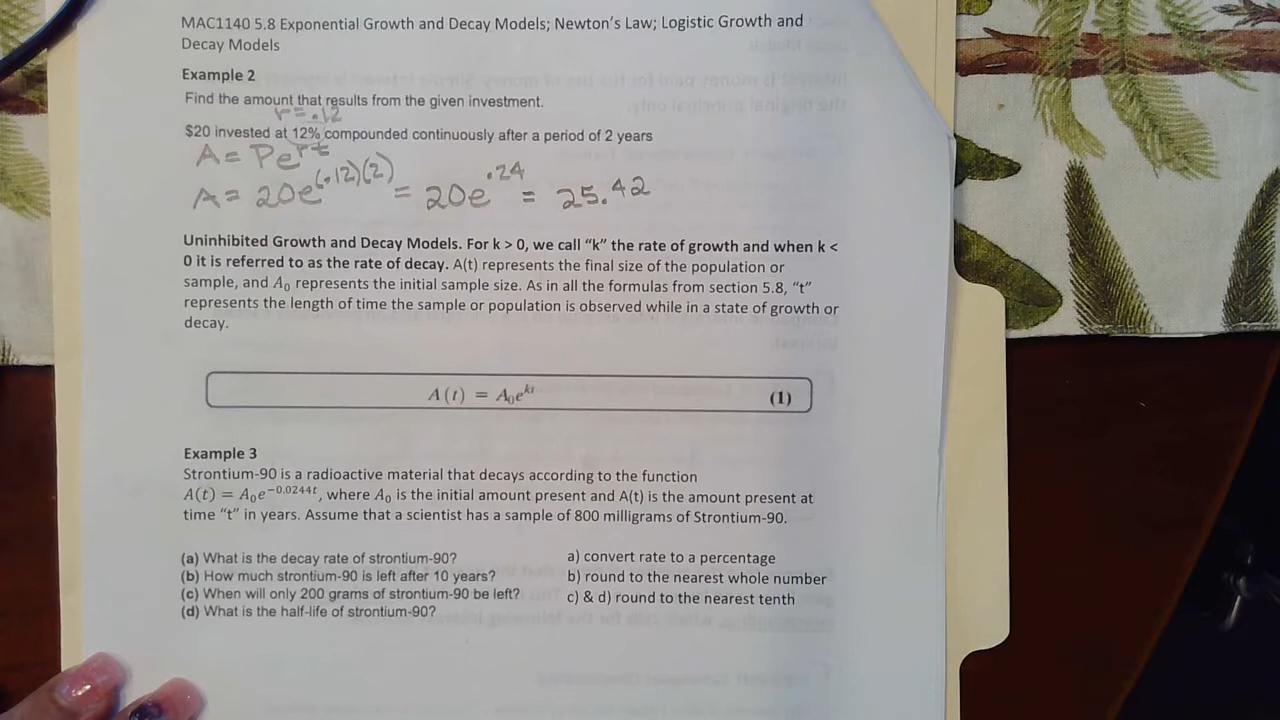 MAC1140 5.8 Exponential Growth and Decay Models; Newton's Law; Logistic Growth and
Decay Models
Example 2
Find the amount that results from the given investment.
r = .12
$20 invested at 12% compounded continuously after a period of 2 years
A = Pe^rt
A = 20e^(.12)(2) = 20e^.24 = 25.42
Uninhibited Growth and Decay Models. For k > 0, we call "k" the rate of growth and when k <
0 it is referred to as the rate of decay. A(t) represents the final size of the population or
sample, and A₀ represents the initial sample size. As in all the formulas from section 5.8, "t"
represents the length of time the sample or population is observed while in a state of growth or
decay.
A(t) = A₀e^kt (1)
Example 3
Strontium-90 is a radioactive material that decays according to the function
A(t) = A₀e^−0.0244t, where A₀ is the initial amount present and A(t) is the amount present at
time "t" in years. Assume that a scientist has a sample of 800 milligrams of Strontium-90.
(a) What is the decay rate of strontium-90? a) convert rate to a percentage
(b) How much strontium-90 is left after 10 years? b) round to the nearest whole number
(c) When will only 200 grams of strontium-90 be left? c) & d) round to the nearest tenth
(d) What is the half-life of strontium-90?